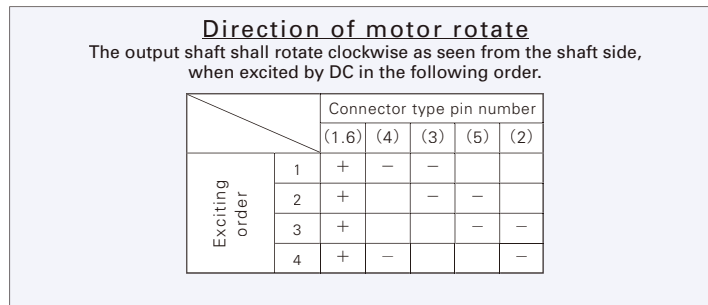 Direction of motor rotate
The output shaft shall rotate clockwise as seen from the shaft side,
when excited by DC in the following order.
Connector type pin number
(1.6) (4) (3) (5) (2)
Exciting
order
1 + − −
2 + − −
3 + − −
4 + − −